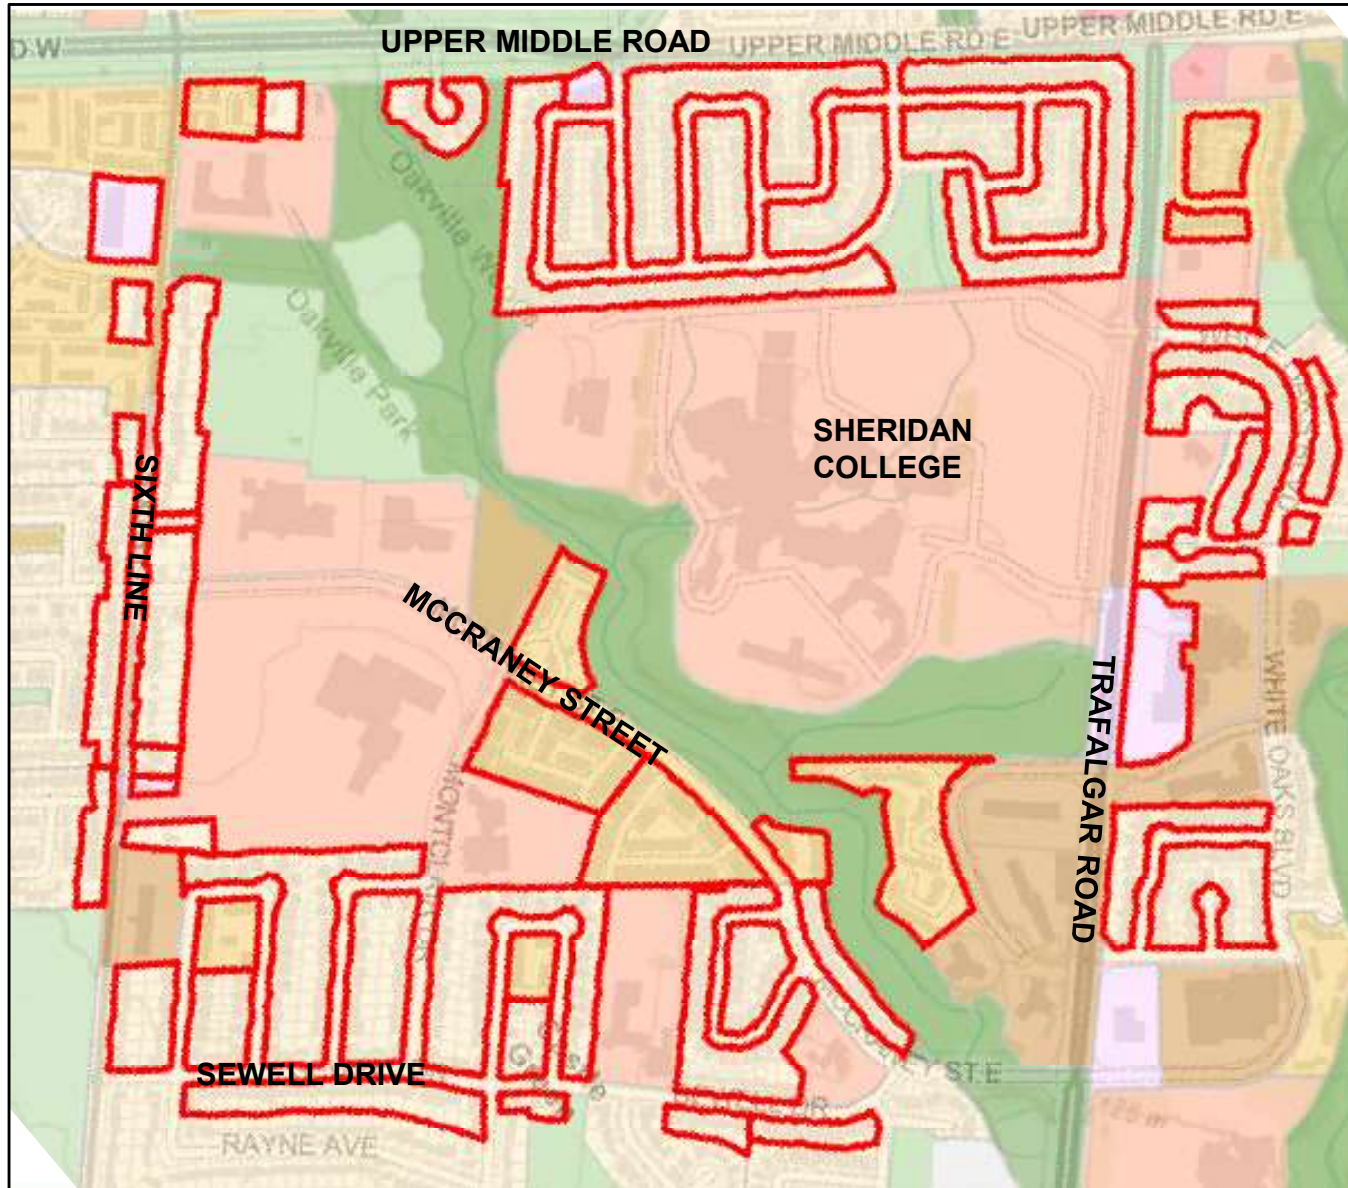 UPPER MIDDLE RD E
D W
UPPER MIDDLE ROAD
UPPER MIDDLE RD E
Oakville Park
SHERIDAN
COLLEGE
SIXTH LINE
MCCRANEY STREET
TRAFALGAR ROAD
WHITE OAKS BLVD
SEWELL DRIVE
RAYNE AVE
125 m